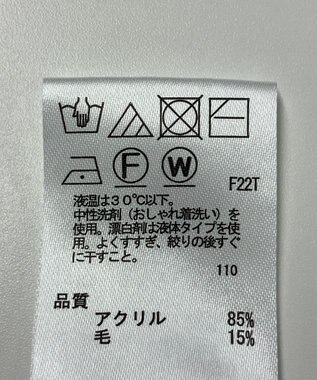 F
W
F22T
液温は30℃以下。
中性洗剤（おしゃれ着洗い）を
使用。漂白剤は液体タイプを使
用。よくすすぎ、絞りの後すぐ
に干すこと。
110
品質
アクリル 85%
毛 15%